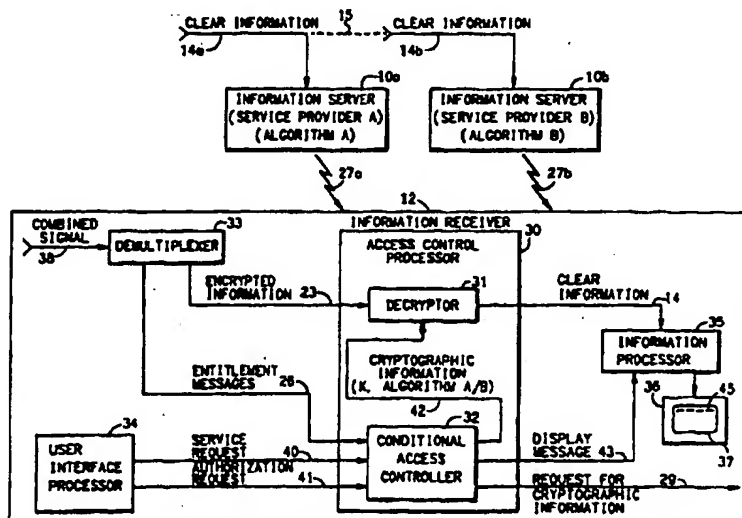 15
CLEAR INFORMATION
CLEAR INFORMATION
14a
14b
10a
10b
INFORMATION SERVER
(SERVICE PROVIDER A)
(ALGORITHM A)
INFORMATION SERVER
(SERVICE PROVIDER B)
(ALGORITHM B)
27a
27b
12
INFORMATION RECEIVER
COMBINED
SIGNAL
38
33
DEMULTIPLEXER
30
ACCESS CONTROL
PROCESSOR
ENCRYPTED
INFORMATION
23
31
DECRYPTOR
CLEAR
INFORMATION
14
35
INFORMATION
PROCESSOR
CRYPTOGRAPHIC
INFORMATION
(K, ALGORITHM A/B)
42
ENTITLEMENT
MESSAGES
26
36
45
37
34
USER
INTERFACE
PROCESSOR
SERVICE
REQUEST
40
AUTHORIZATION
REQUEST
41
32
CONDITIONAL
ACCESS
CONTROLLER
DISPLAY
MESSAGE
43
REQUEST FOR
CRYPTOGRAPHIC
INFORMATION
29